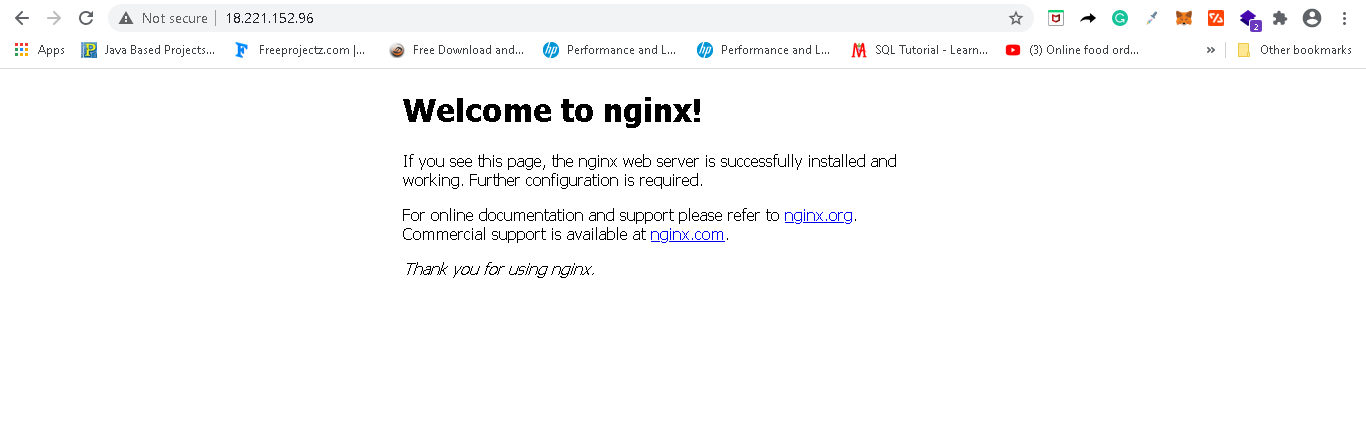 Not secure | 18.221.152.96
2
Apps Java Based Projects... Freeprojectz.com |... Free Download and... Performance and L... Performance and L... SQL Tutorial - Learn... (3) Online food ord... » Other bookmarks
Welcome to nginx!
If you see this page, the nginx web server is successfully installed and
working. Further configuration is required.
For online documentation and support please refer to nginx.org.
Commercial support is available at nginx.com.
Thank you for using nginx.